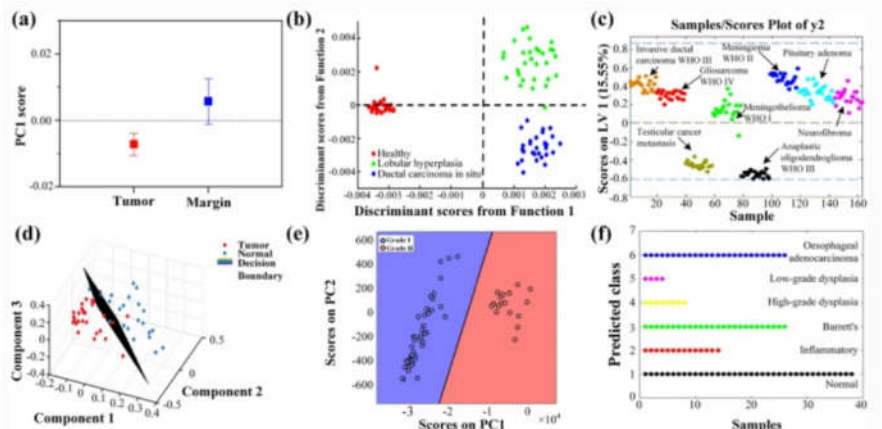 (a)
PC1 score
0.02
0.00
-0.02
Tumor
Margin
(b)
Discriminant scores from Function 2
0.004
0.002
0.000
-0.002
-0.004
Healthy
Lobular hyperplasia
Ductal carcinoma in situ
-0.004
-0.003
-0.002
-0.001
0
0.001
0.002
0.003
Discriminant scores from Function 1
(c)
Samples/Scores Plot of y2
Scores on LV 1 (15.55%)
0.8
0.6
0.4
0.2
0
-0.2
-0.4
-0.6
-0.8
Invasive ductal
carcinoma WHO III
Gliosarcoma
WHO IV
Meningioma
WHO II
Pituitary adenoma
Meningothelioma
WHO I
Neurofibroma
Testicular cancer
metastasis
Anaplastic
oligodendroglioma
WHO III
20 40 60 80 100 120 140 160
Sample
(d)
Tumor
Normal
Decision
Boundary
Component 3
0.4
0.2
0
-0.2
-0.4
-0.2
-0.1
0
0.1
0.2
0.3
0.4
Component 1
-0.5
0
0.5
Component 2
(e)
Grade I
Grade II
Scores on PC2
600
400
200
0
-200
-400
-600
-3 -2 -1 0 1
× 10⁴
Scores on PC1
(f)
Predicted class
7
6
5
4
3
2
1
0
Oesophageal
adenocarcinoma
Low-grade dysplasia
High-grade dysplasia
Barrett's
Inflammatory
Normal
0 10 20 30 40
Samples